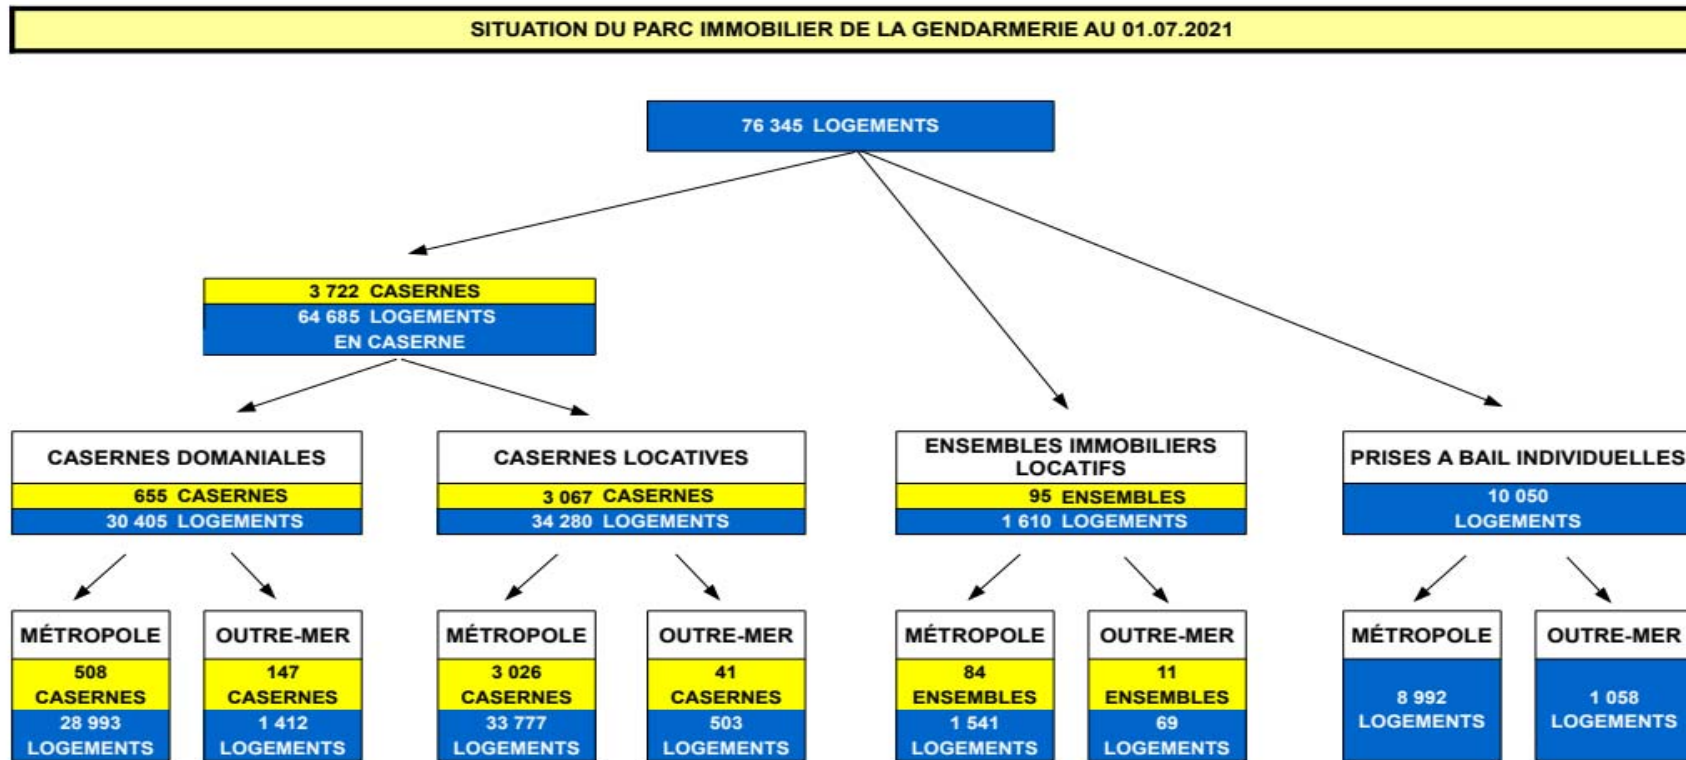 SITUATION DU PARC IMMOBILIER DE LA GENDARMERIE AU 01.07.2021
76 345 LOGEMENTS
3 722 CASERNES
64 685 LOGEMENTS
EN CASERNE
CASERNES DOMANIALES
655 CASERNES
30 405 LOGEMENTS
CASERNES LOCATIVES
3 067 CASERNES
34 280 LOGEMENTS
ENSEMBLES IMMOBILIERS
LOCATIFS
95 ENSEMBLES
1 610 LOGEMENTS
PRISES A BAIL INDIVIDUELLES
10 050
LOGEMENTS
MÉTROPOLE
508
CASERNES
28 993
LOGEMENTS
OUTRE-MER
147
CASERNES
1 412
LOGEMENTS
MÉTROPOLE
3 026
CASERNES
33 777
LOGEMENTS
OUTRE-MER
41
CASERNES
503
LOGEMENTS
MÉTROPOLE
84
ENSEMBLES
1 541
LOGEMENTS
OUTRE-MER
11
ENSEMBLES
69
LOGEMENTS
MÉTROPOLE
8 992
LOGEMENTS
OUTRE-MER
1 058
LOGEMENTS